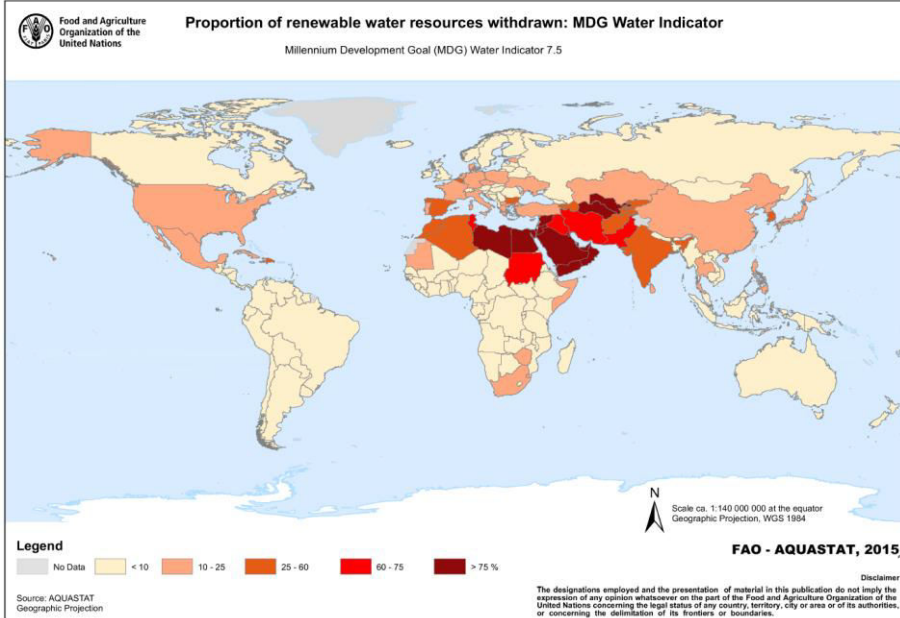 Food and Agriculture
Organization of the
United Nations
Proportion of renewable water resources withdrawn: MDG Water Indicator
Millennium Development Goal (MDG) Water Indicator 7.5
N
Scale ca. 1:140 000 000 at the equator
Geographic Projection, WGS 1984
Legend
No Data
< 10
10 - 25
25 - 60
60 - 75
> 75 %
FAO - AQUASTAT, 2015
Source: AQUASTAT
Geographic Projection
Disclaimer
The designations employed and the presentation of material in this publication do not imply the
expression of any opinion whatsoever on the part of the Food and Agriculture Organization of the
United Nations concerning the legal status of any country, territory, city or area or of its authorities,
or concerning the delimitation of its frontiers or boundaries.